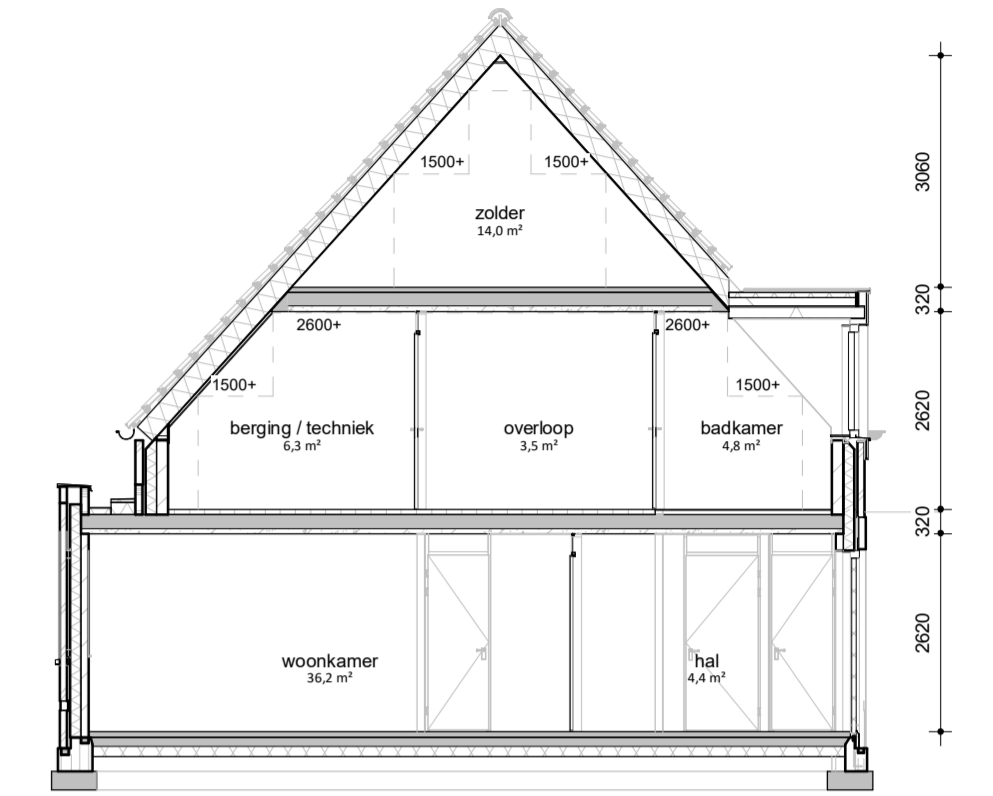 1500+
1500+
3060
zolder
14,0 m²
320
2600+
2600+
1500+
1500+
2620
berging / techniek
6,3 m²
overloop
3,5 m²
badkamer
4,8 m²
320
2620
woonkamer
36,2 m²
hal
4,4 m²